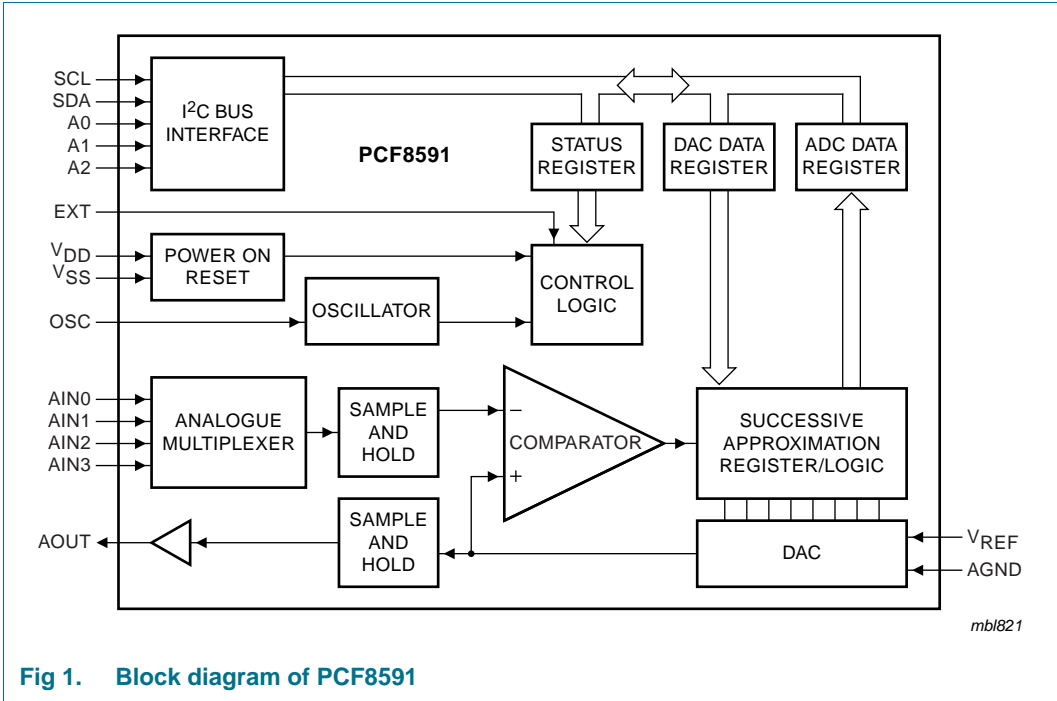 SCL
SDA
A0
A1
A2
I²C BUS
INTERFACE
PCF8591
STATUS
REGISTER
DAC DATA
REGISTER
ADC DATA
REGISTER
EXT
VDD
VSS
POWER ON
RESET
OSC
OSCILLATOR
CONTROL
LOGIC
AIN0
AIN1
AIN2
AIN3
ANALOGUE
MULTIPLEXER
SAMPLE
AND
HOLD
−
+
COMPARATOR
SUCCESSIVE
APPROXIMATION
REGISTER/LOGIC
AOUT
SAMPLE
AND
HOLD
DAC
VREF
AGND
mbl821
Fig 1. Block diagram of PCF8591